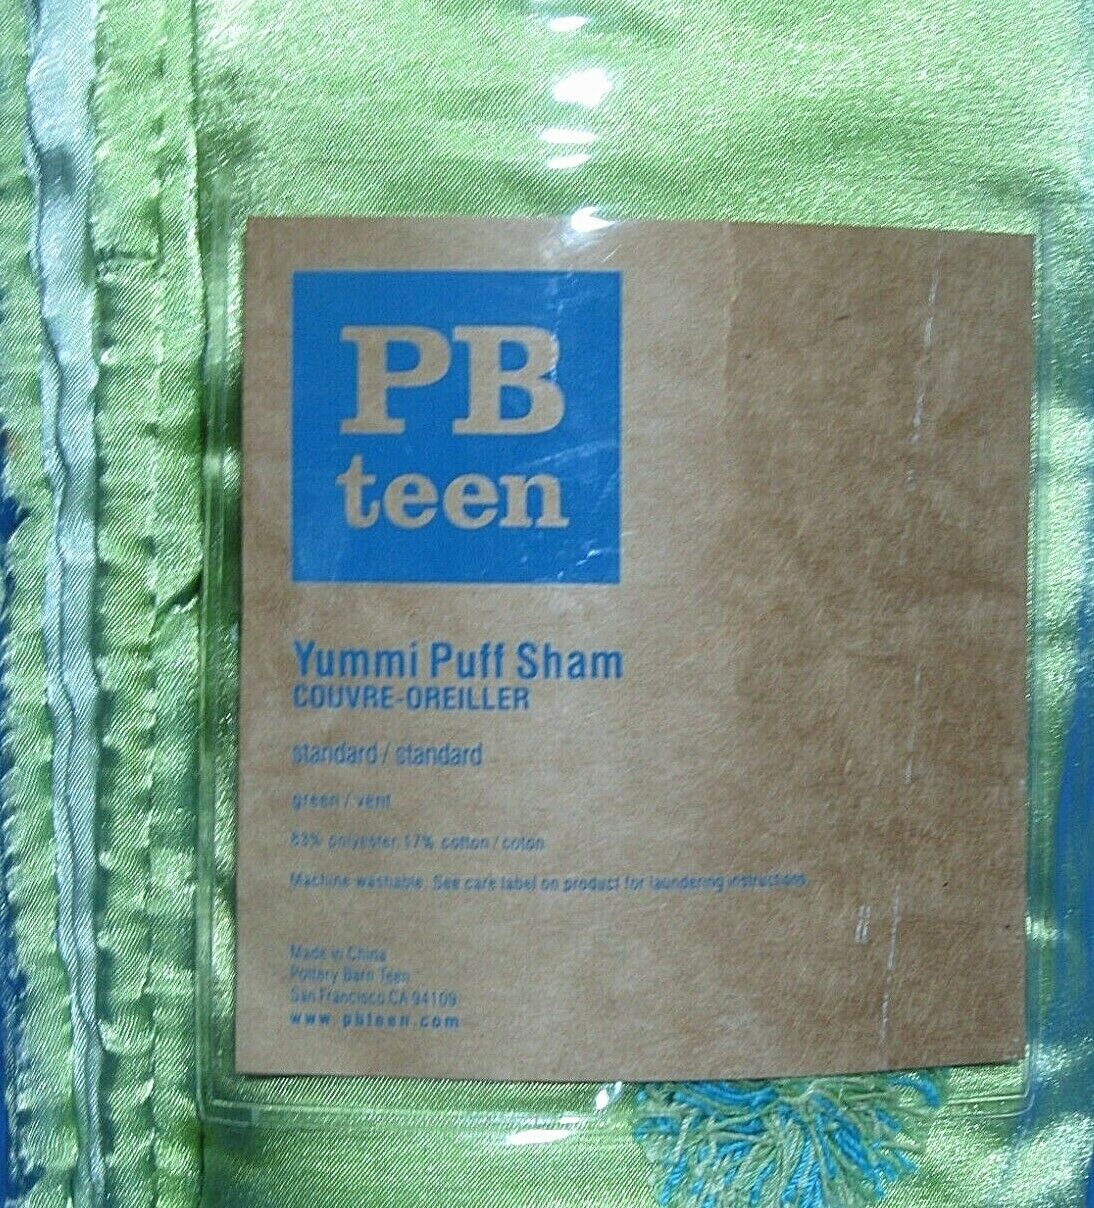 PB
teen
Yummi Puff Sham
COUVRE-OREILLER
standard / standard
green / vent
83% polyester, 17% cotton / coton
Machine washable. See care label on product for laundering instructions.
Made in China
Pottery Barn Teen
San Francisco, CA 94109
www.pbteen.com